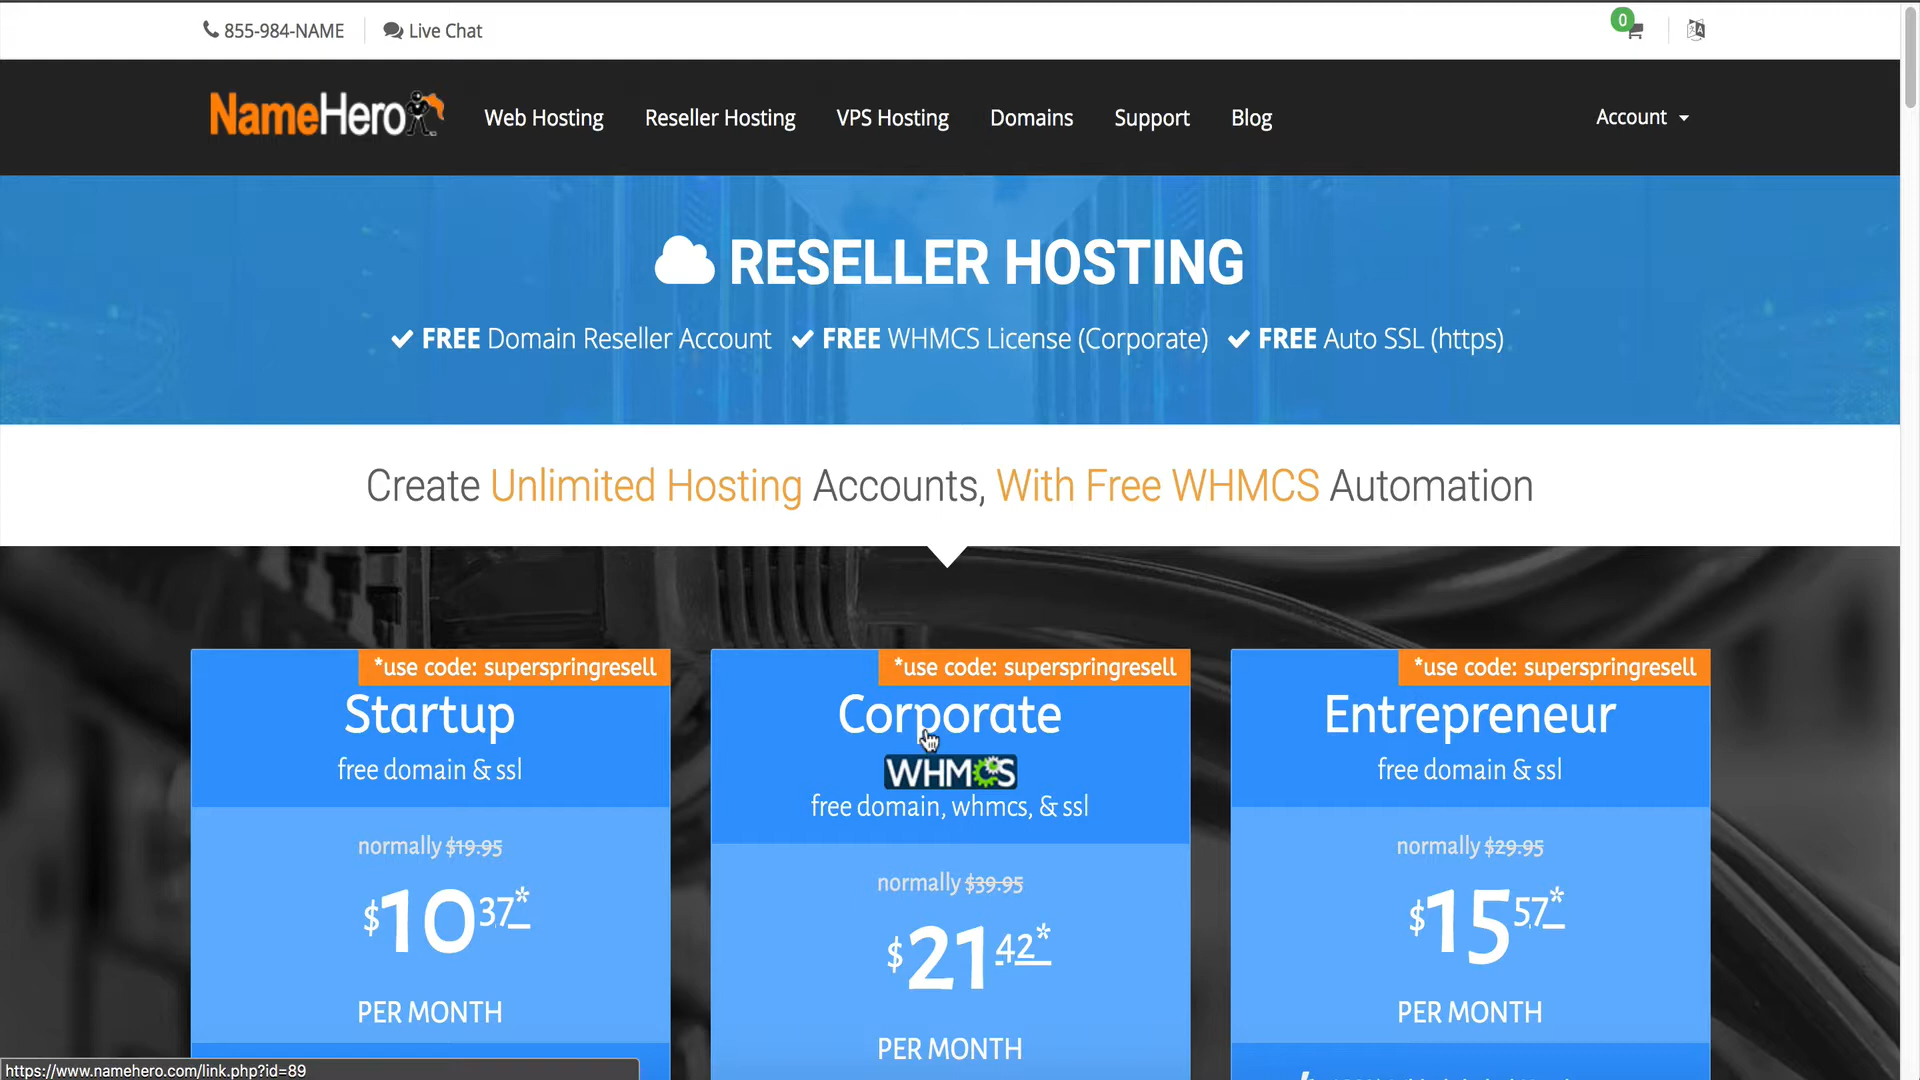 855-984-NAME
Live Chat
0
NameHero
Web Hosting
Reseller Hosting
VPS Hosting
Domains
Support
Blog
Account
RESELLER HOSTING
FREE Domain Reseller Account
FREE WHMCS License (Corporate)
FREE Auto SSL (https)
Create Unlimited Hosting Accounts, With Free WHMCS Automation
*use code: superspringresell
Startup
free domain & ssl
normally $19.95
$10 37*
PER MONTH
*use code: superspringresell
Corporate
WHMCS
free domain, whmcs, & ssl
normally $39.95
$21 42*
PER MONTH
*use code: superspringresell
Entrepreneur
free domain & ssl
normally $29.95
$15 57*
PER MONTH
https://www.namehero.com/link.php?id=89